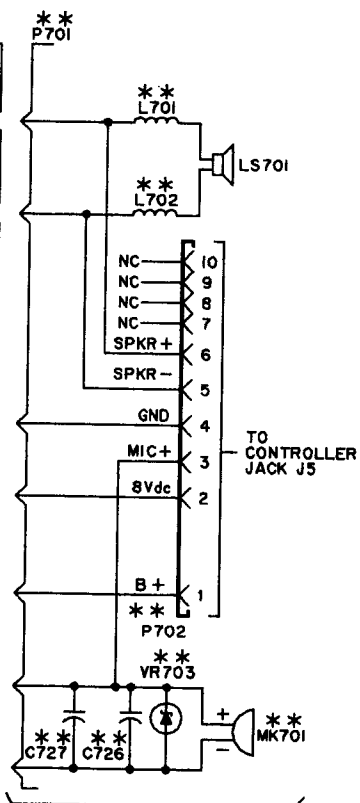 **
P701
**
L701
LS701
**
L702
NC 10
NC 9
NC 8
NC 7
SPKR+ 6
SPKR- 5
GND 4
MIC+ 3
8Vdc 2
TO
CONTROLLER
JACK J5
B+ 1
**
P702
**
VR703
+
** ** **
C727 C726 MK701
-